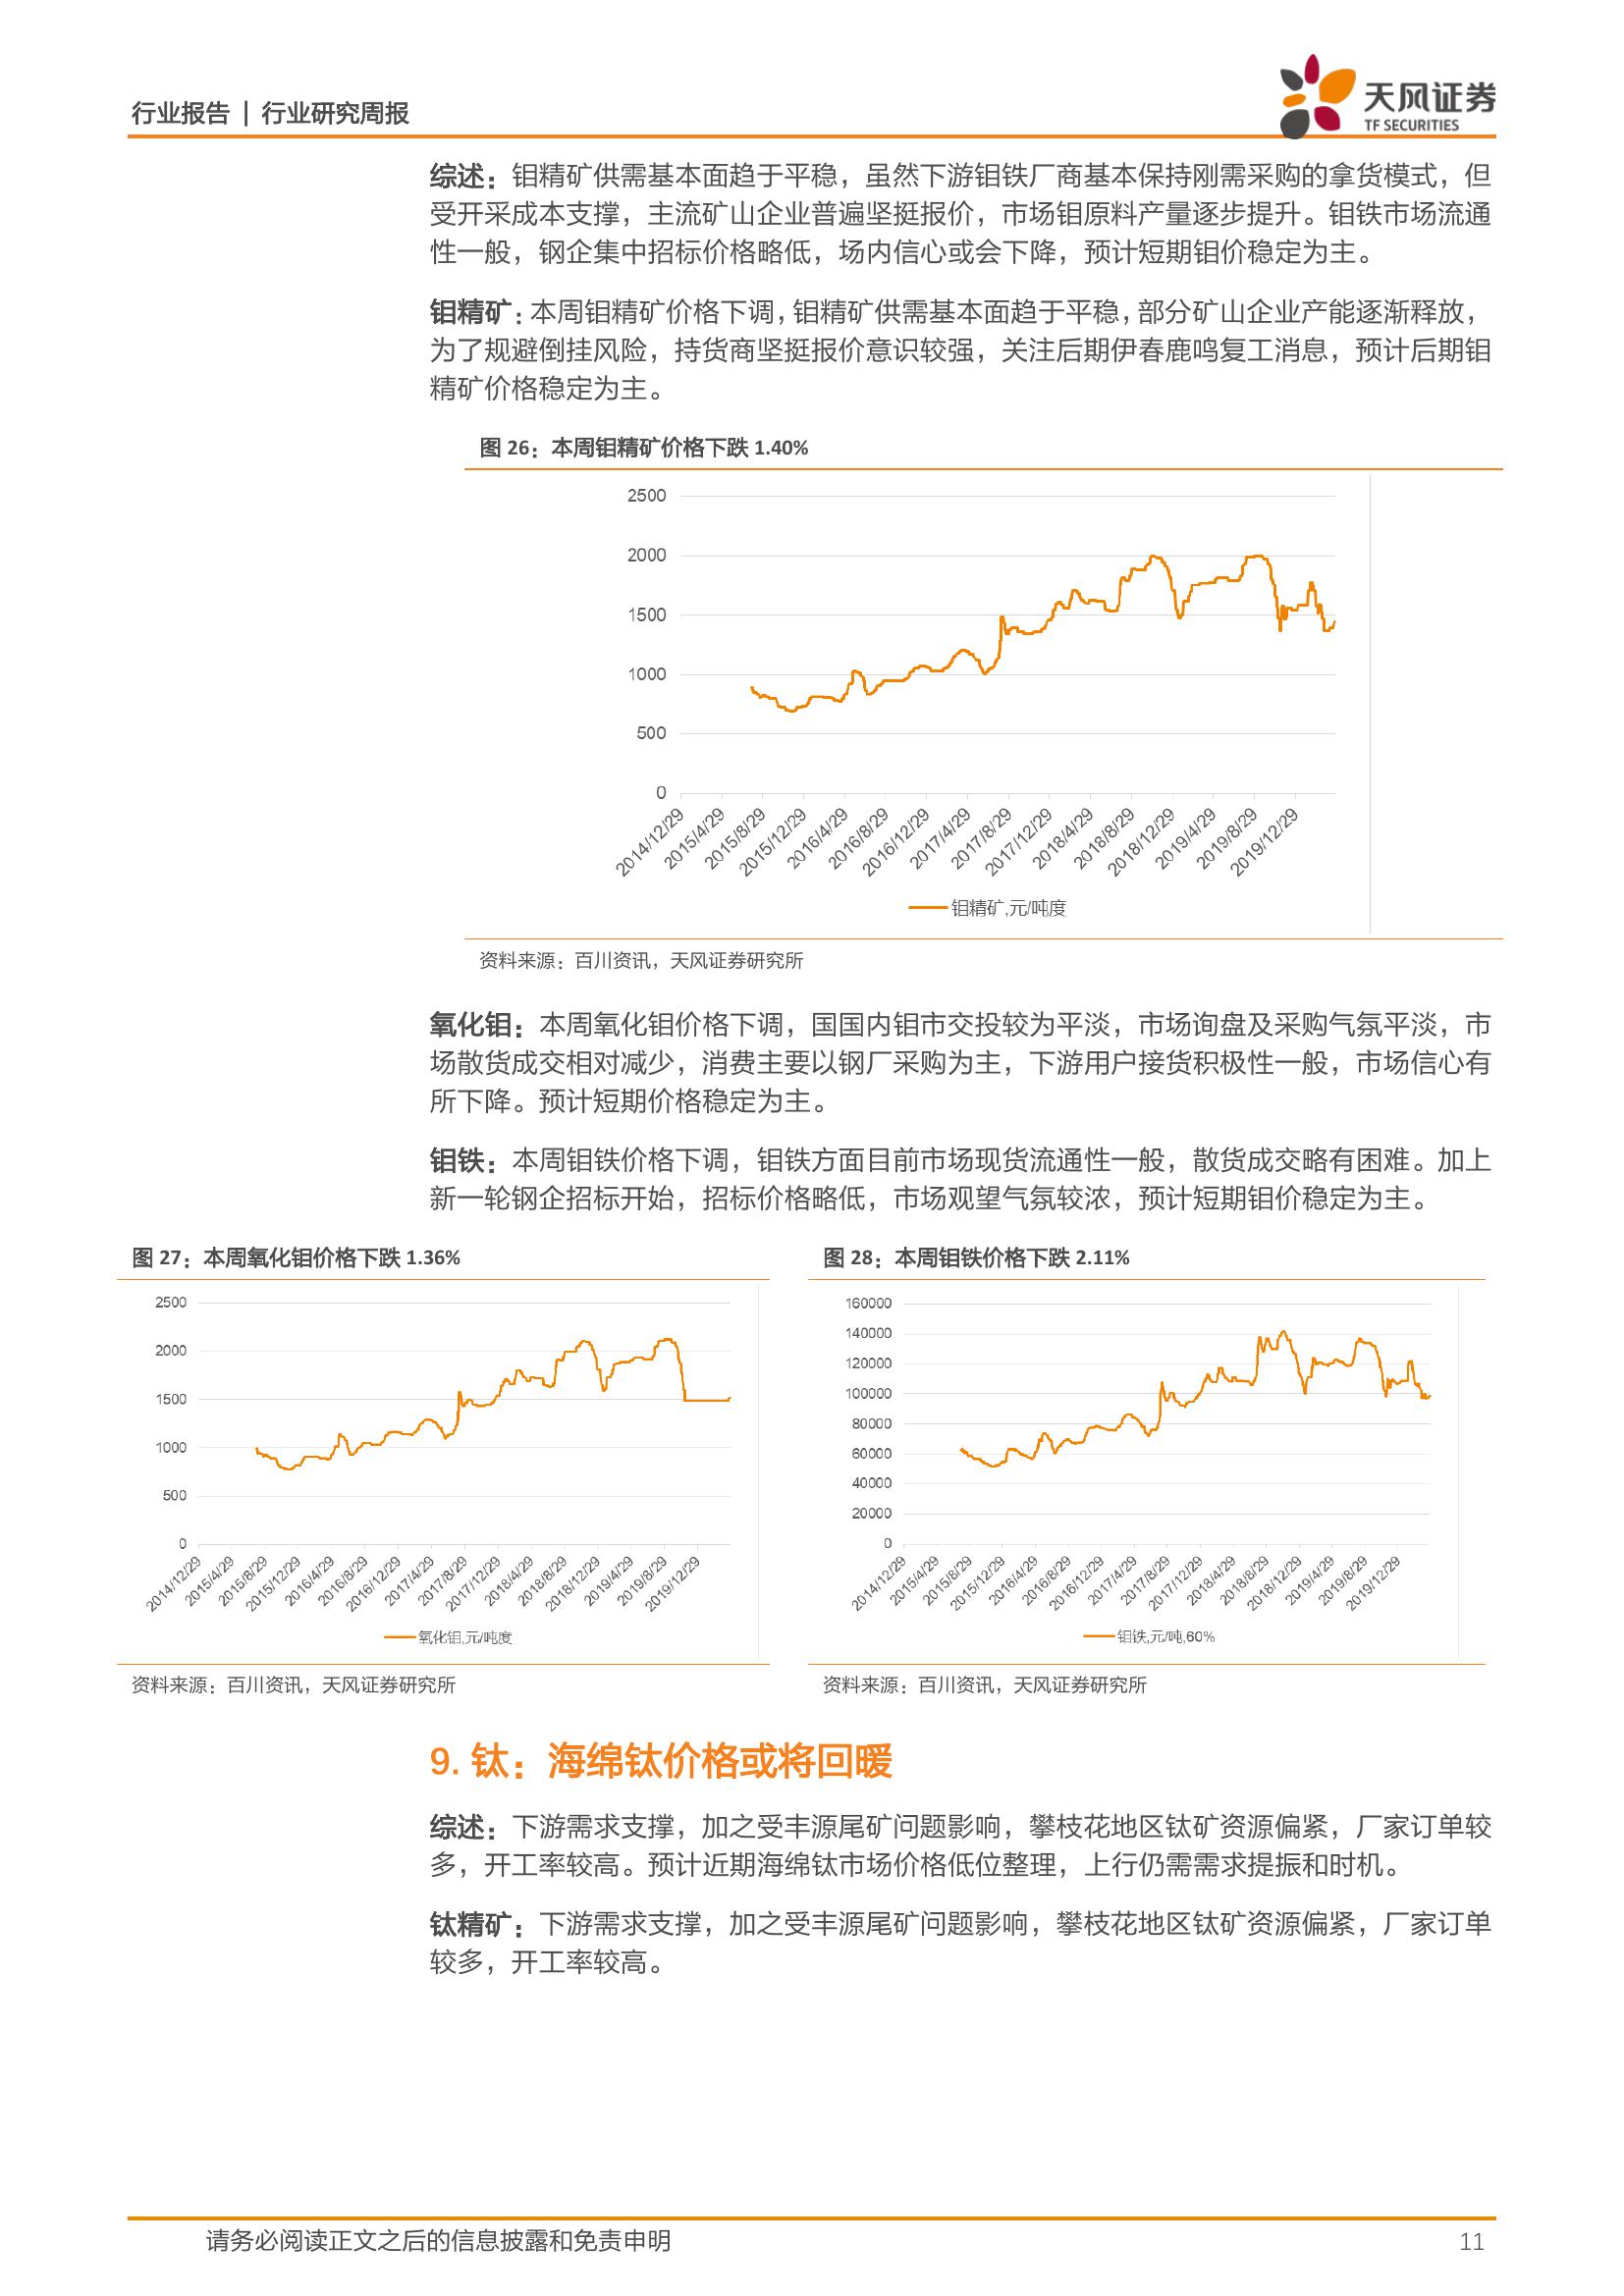 行业报告 | 行业研究周报
天风证券
TF SECURITIES
综述：钼精矿供需基本面趋于平稳，虽然下游钼铁厂商基本保持刚需采购的拿货模式，但
受开采成本支撑，主流矿山企业普遍坚挺报价，市场钼原料产量逐步提升。钼铁市场流通
性一般，钢企集中招标价格略低，场内信心或会下降，预计短期钼价稳定为主。
钼精矿：本周钼精矿价格下调，钼精矿供需基本面趋于平稳，部分矿山企业产能逐渐释放，
为了规避倒挂风险，持货商坚挺报价意识较强，关注后期伊春鹿鸣复工消息，预计后期钼
精矿价格稳定为主。
图 26：本周钼精矿价格下跌 1.40%
2500
2000
1500
1000
500
0
2014/12/29
2015/4/29
2015/8/29
2015/12/29
2016/4/29
2016/8/29
2016/12/29
2017/4/29
2017/8/29
2017/12/29
2018/4/29
2018/8/29
2018/12/29
2019/4/29
2019/8/29
2019/12/29
钼精矿,元/吨度
资料来源：百川资讯，天风证券研究所
氧化钼：本周氧化钼价格下调，国国内钼市交投较为平淡，市场询盘及采购气氛平淡，市
场散货成交相对减少，消费主要以钢厂采购为主，下游用户接货积极性一般，市场信心有
所下降。预计短期价格稳定为主。
钼铁：本周钼铁价格下调，钼铁方面目前市场现货流通性一般，散货成交略有困难。加上
新一轮钢企招标开始，招标价格略低，市场观望气氛较浓，预计短期钼价稳定为主。
图 27：本周氧化钼价格下跌 1.36%
2500
2000
1500
1000
500
0
2014/12/29
2015/4/29
2015/8/29
2015/12/29
2016/4/29
2016/8/29
2016/12/29
2017/4/29
2017/8/29
2017/12/29
2018/4/29
2018/8/29
2018/12/29
2019/4/29
2019/8/29
2019/12/29
氧化钼,元/吨度
资料来源：百川资讯，天风证券研究所
图 28：本周钼铁价格下跌 2.11%
160000
140000
120000
100000
80000
60000
40000
20000
0
2014/12/29
2015/4/29
2015/8/29
2015/12/29
2016/4/29
2016/8/29
2016/12/29
2017/4/29
2017/8/29
2017/12/29
2018/4/29
2018/8/29
2018/12/29
2019/4/29
2019/8/29
2019/12/29
钼铁,元/吨,60%
资料来源：百川资讯，天风证券研究所
9. 钛：海绵钛价格或将回暖
综述：下游需求支撑，加之受丰源尾矿问题影响，攀枝花地区钛矿资源偏紧，厂家订单较
多，开工率较高。预计近期海绵钛市场价格低位整理，上行仍需需求提振和时机。
钛精矿：下游需求支撑，加之受丰源尾矿问题影响，攀枝花地区钛矿资源偏紧，厂家订单
较多，开工率较高。
请务必阅读正文之后的信息披露和免责申明
11